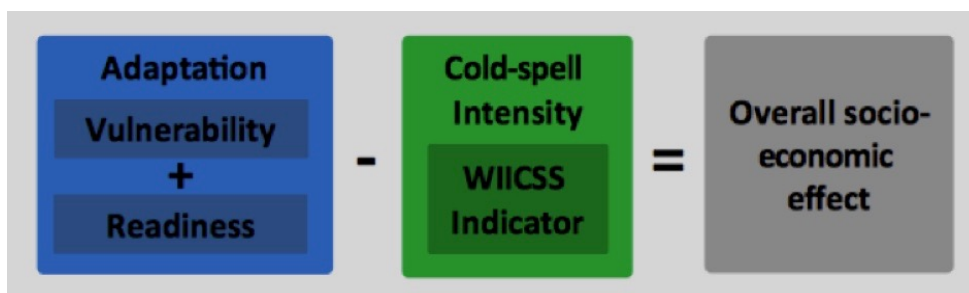 Adaptation
Vulnerability
+
Readiness
-
Cold-spell
Intensity
WIICSS
Indicator
=
Overall socio-
economic
effect